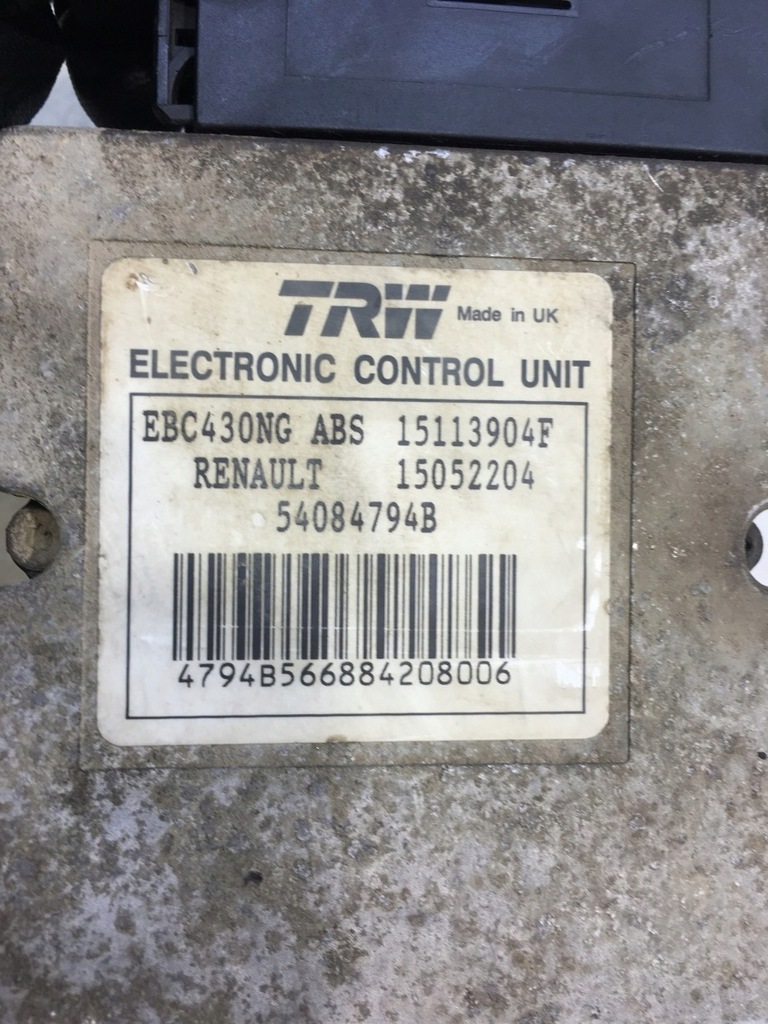 TRW Made in UK
ELECTRONIC CONTROL UNIT
EBC430NG ABS 15113904F
RENAULT 15052204
54084794B
4794B566884208006